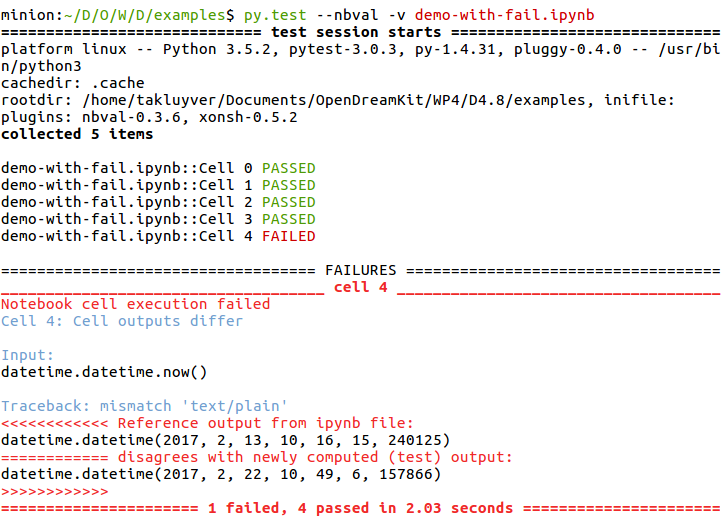 minion:~/D/O/W/D/examples$ py.test --nbval -v demo-with-fail.ipynb
============================= test session starts ==============================
platform linux -- Python 3.5.2, pytest-3.0.3, py-1.4.31, pluggy-0.4.0 -- /usr/bi
n/python3
cachedir: .cache
rootdir: /home/takluyver/Documents/OpenDreamKit/WP4/D4.8/examples, inifile:
plugins: nbval-0.3.6, xonsh-0.5.2
collected 5 items
demo-with-fail.ipynb::Cell 0 PASSED
demo-with-fail.ipynb::Cell 1 PASSED
demo-with-fail.ipynb::Cell 2 PASSED
demo-with-fail.ipynb::Cell 3 PASSED
demo-with-fail.ipynb::Cell 4 FAILED
=================================== FAILURES ===================================
____________________________________ cell 4 ____________________________________
Notebook cell execution failed
Cell 4: Cell outputs differ
Input:
datetime.datetime.now()
Traceback: mismatch 'text/plain'
<<<<<<<<<<<< Reference output from ipynb file:
datetime.datetime(2017, 2, 13, 10, 16, 15, 240125)
============ disagrees with newly computed (test) output:
datetime.datetime(2017, 2, 22, 10, 49, 6, 157866)
>>>>>>>>>>>>
====================== 1 failed, 4 passed in 2.03 seconds ======================